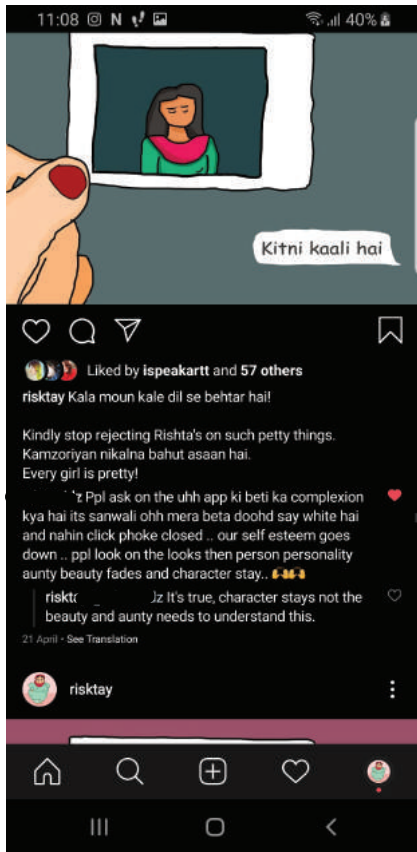 11:08 N 40%
Kitni kaali hai
Liked by ispeakartt and 57 others
risktay Kala moun kale dil se behtar hai!
Kindly stop rejecting Rishta's on such petty things.
Kamzoriyan nikalna bahut asaan hai.
Every girl is pretty!
Ppl ask on the uhh app ki beti ka complexion
kya hai its sanwali ohh mera beta doohd say white hai
and nahin click phoke closed .. our self esteem goes
down .. ppl look on the looks then person personality
aunty beauty fades and character stay..
It's true, character stays not the
beauty and aunty needs to understand this.
21 April · See Translation
risktay